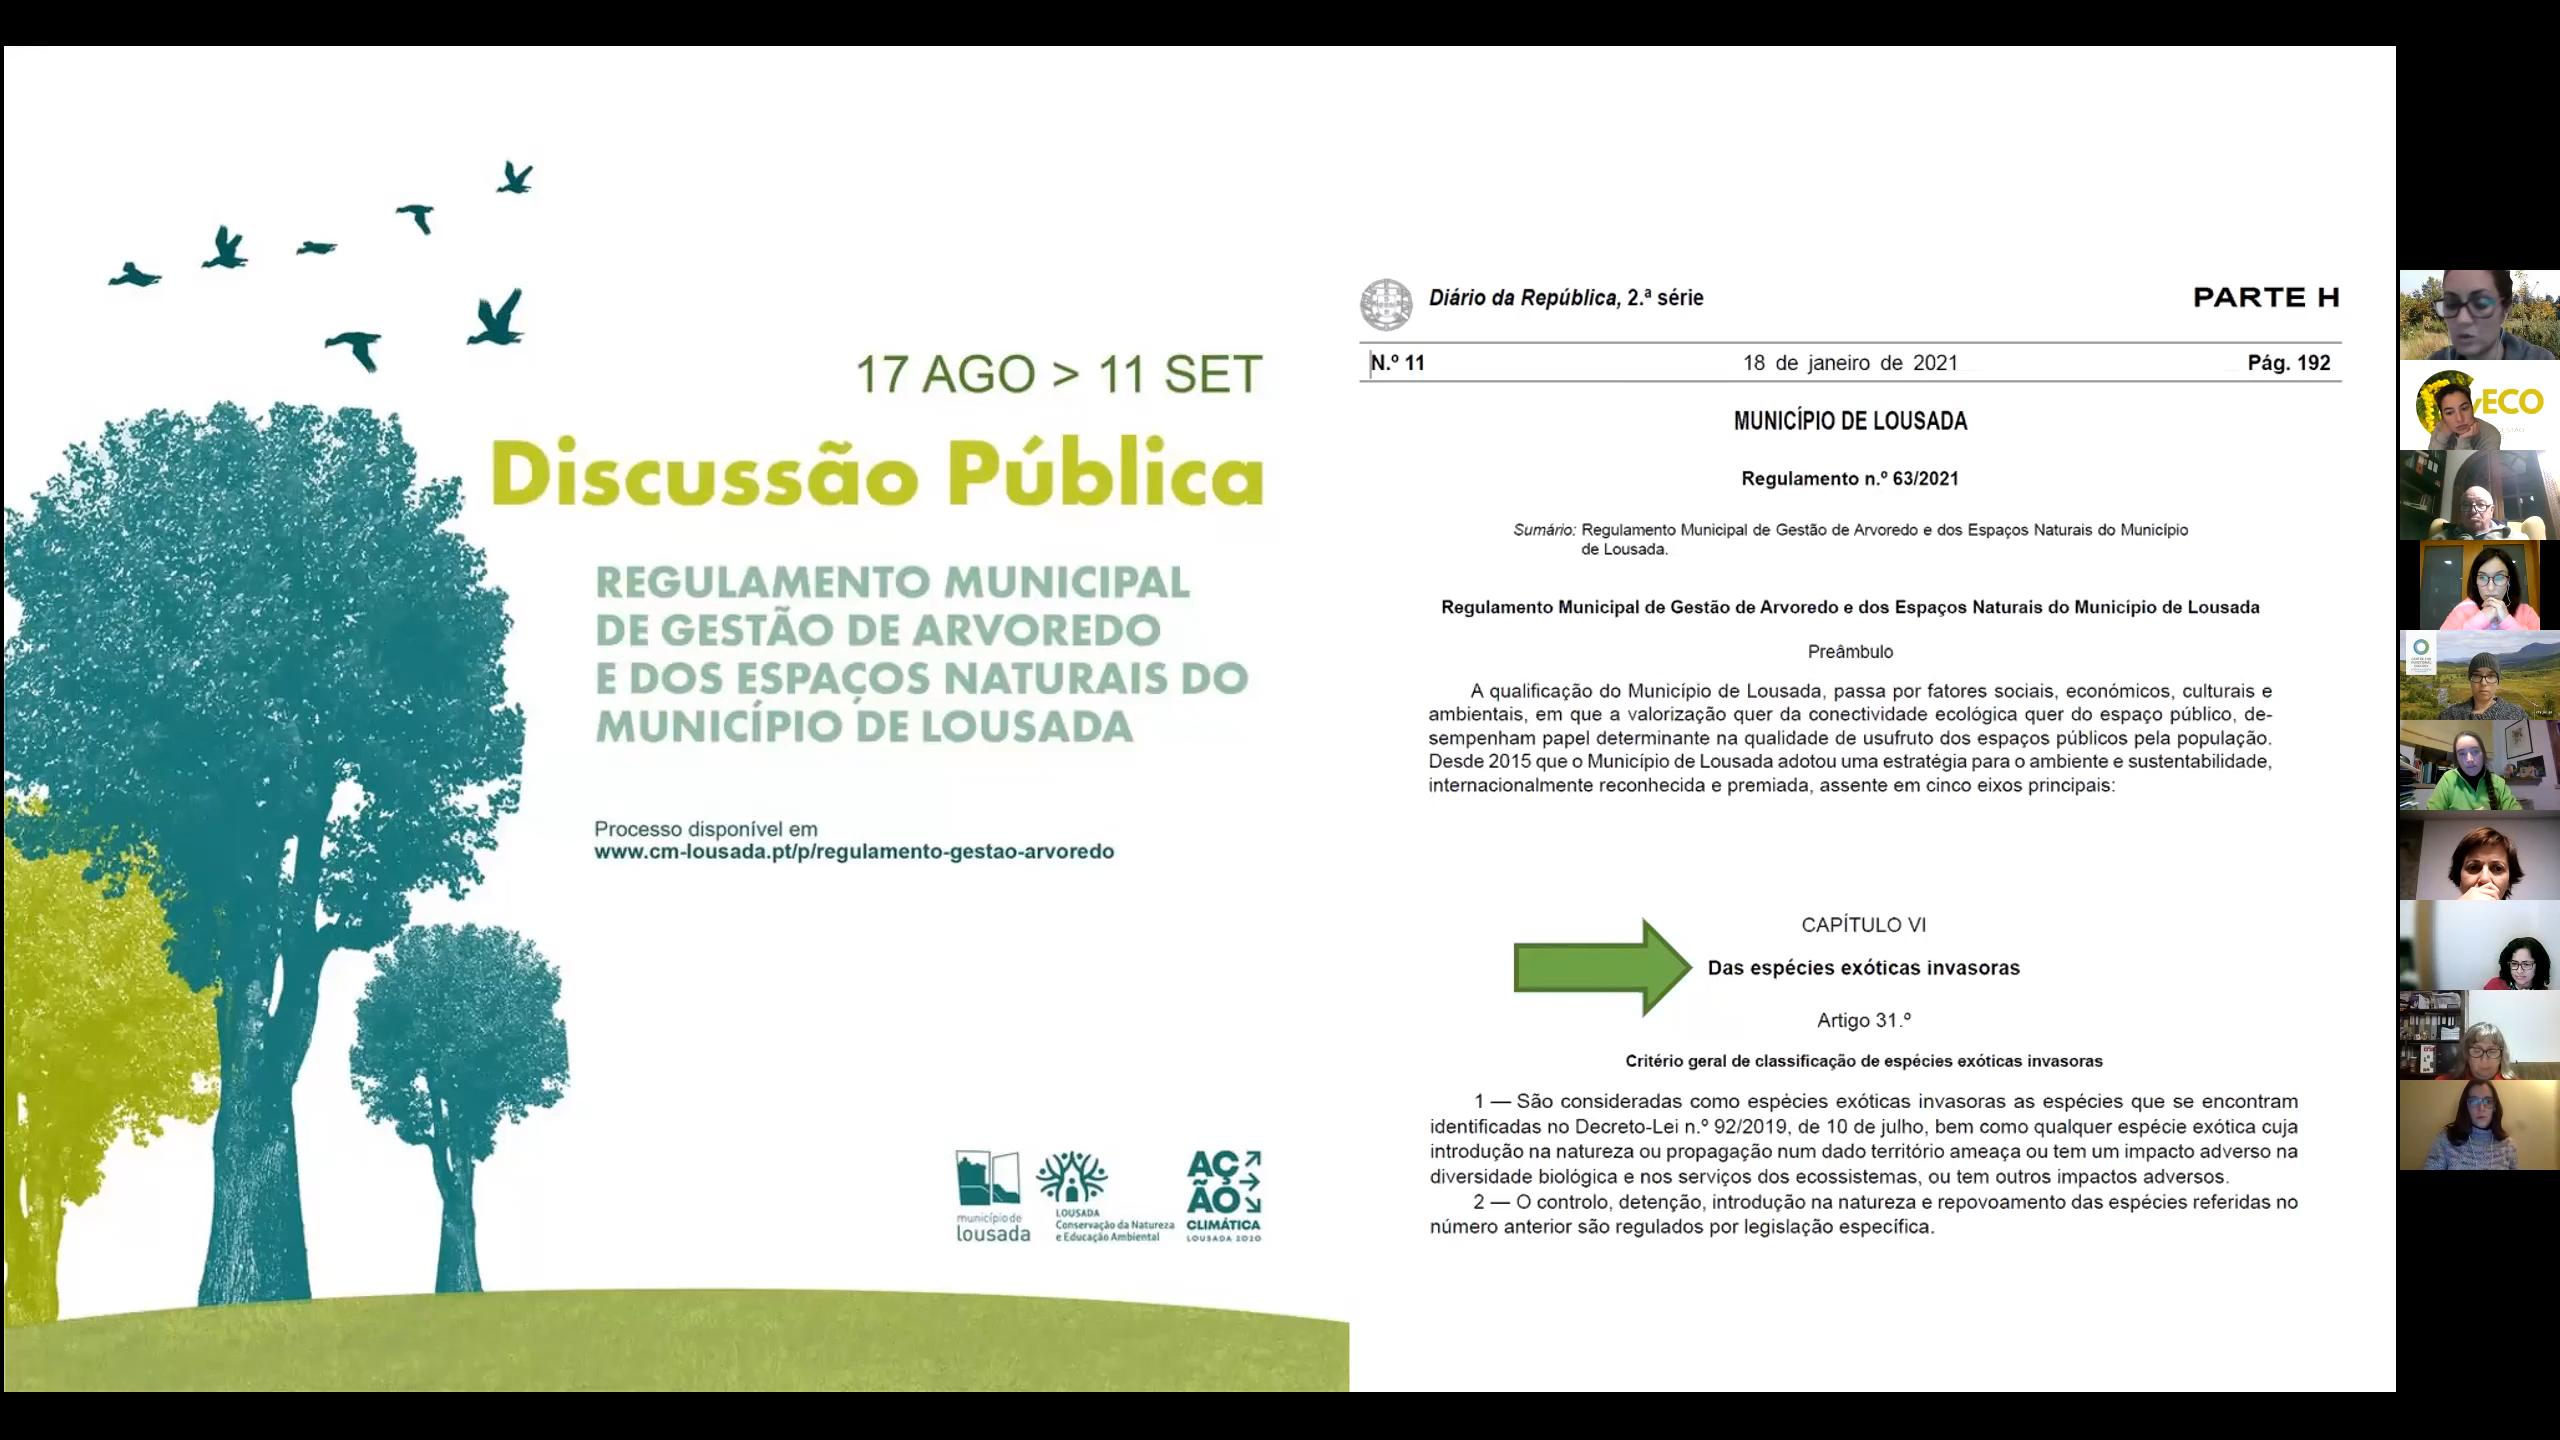 17 AGO > 11 SET
Discussão Pública
REGULAMENTO MUNICIPAL
DE GESTÃO DE ARVOREDO
E DOS ESPAÇOS NATURAIS DO
MUNICÍPIO DE LOUSADA
Processo disponível em
www.cm-lousada.pt/p/regulamento-gestao-arvoredo
município de
lousada
LOUSADA
Conservação da Natureza
e Educação Ambiental
AÇ
ÃO
CLIMÁTICA
LOUSADA 2020
Diário da República, 2.ª série
PARTE H
N.º 11
18 de janeiro de 2021
Pág. 192
MUNICÍPIO DE LOUSADA
Regulamento n.º 63/2021
Sumário: Regulamento Municipal de Gestão de Arvoredo e dos Espaços Naturais do Município
de Lousada.
Regulamento Municipal de Gestão de Arvoredo e dos Espaços Naturais do Município de Lousada
Preâmbulo
A qualificação do Município de Lousada, passa por fatores sociais, económicos, culturais e
ambientais, em que a valorização quer da conectividade ecológica quer do espaço público, de-
sempenham papel determinante na qualidade de usufruto dos espaços públicos pela população.
Desde 2015 que o Município de Lousada adotou uma estratégia para o ambiente e sustentabilidade,
internacionalmente reconhecida e premiada, assente em cinco eixos principais:
CAPÍTULO VI
Das espécies exóticas invasoras
Artigo 31.º
Critério geral de classificação de espécies exóticas invasoras
1 — São consideradas como espécies exóticas invasoras as espécies que se encontram
identificadas no Decreto-Lei n.º 92/2019, de 10 de julho, bem como qualquer espécie exótica cuja
introdução na natureza ou propagação num dado território ameaça ou tem um impacto adverso na
diversidade biológica e nos serviços dos ecossistemas, ou tem outros impactos adversos.
2 — O controlo, detenção, introdução na natureza e repovoamento das espécies referidas no
número anterior são regulados por legislação específica.
ECO